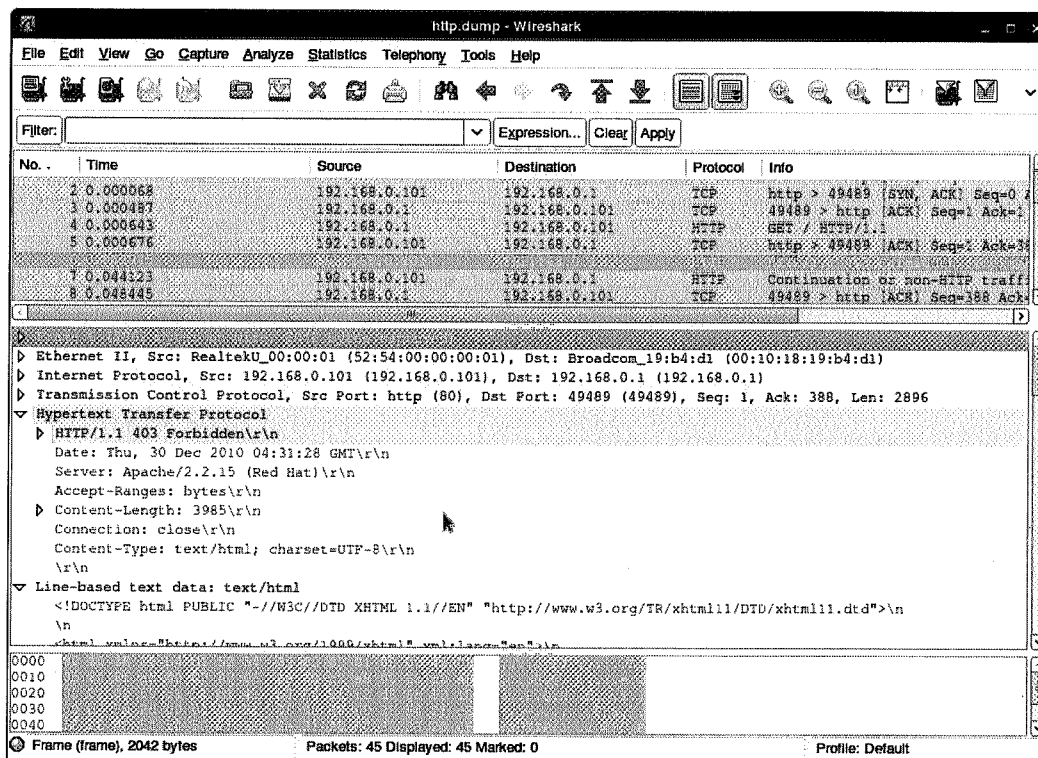 http.dump - Wireshark
File Edit View Go Capture Analyze Statistics Telephony Tools Help
Filter: Expression... Clear Apply
No. . Time Source Destination Protocol Info
2 0.000068 192.168.0.101 192.168.0.1 TCP http > 49489 [SYN, ACK] Seq=0
3 0.000487 192.168.0.1 192.168.0.101 TCP 49489 > http [ACK] Seq=1 Ack=1
4 0.000643 192.168.0.1 192.168.0.101 HTTP GET / HTTP/1.1
5 0.000676 192.168.0.101 192.168.0.1 TCP http > 49489 [ACK] Seq=1 Ack=38
7 0.044123 192.168.0.101 192.168.0.1 HTTP Continuation or non-HTTP traff
8 0.048445 192.168.0.1 192.168.0.101 TCP 49489 > http [ACK] Seq=388 Ack=
Ethernet II, Src: RealtekU_00:00:01 (52:54:00:00:00:01), Dst: Broadcom_19:b4:d1 (00:10:18:19:b4:d1)
Internet Protocol, Src: 192.168.0.101 (192.168.0.101), Dst: 192.168.0.1 (192.168.0.1)
Transmission Control Protocol, Src Port: http (80), Dst Port: 49489 (49489), Seq: 1, Ack: 388, Len: 2896
Hypertext Transfer Protocol
HTTP/1.1 403 Forbidden\r\n
Date: Thu, 30 Dec 2010 04:31:28 GMT\r\n
Server: Apache/2.2.15 (Red Hat)\r\n
Accept-Ranges: bytes\r\n
Content-Length: 3985\r\n
Connection: close\r\n
Content-Type: text/html; charset=UTF-8\r\n
\r\n
Line-based text data: text/html
<!DOCTYPE html PUBLIC "-//W3C//DTD XHTML 1.1//EN" "http://www.w3.org/TR/xhtml11/DTD/xhtml11.dtd">\n
\n
<html xmlns="http://www.w3.org/1999/xhtml" xml:lang="en">\n
0000
0010
0020
0030
0040
Frame (frame), 2042 bytes Packets: 45 Displayed: 45 Marked: 0 Profile: Default